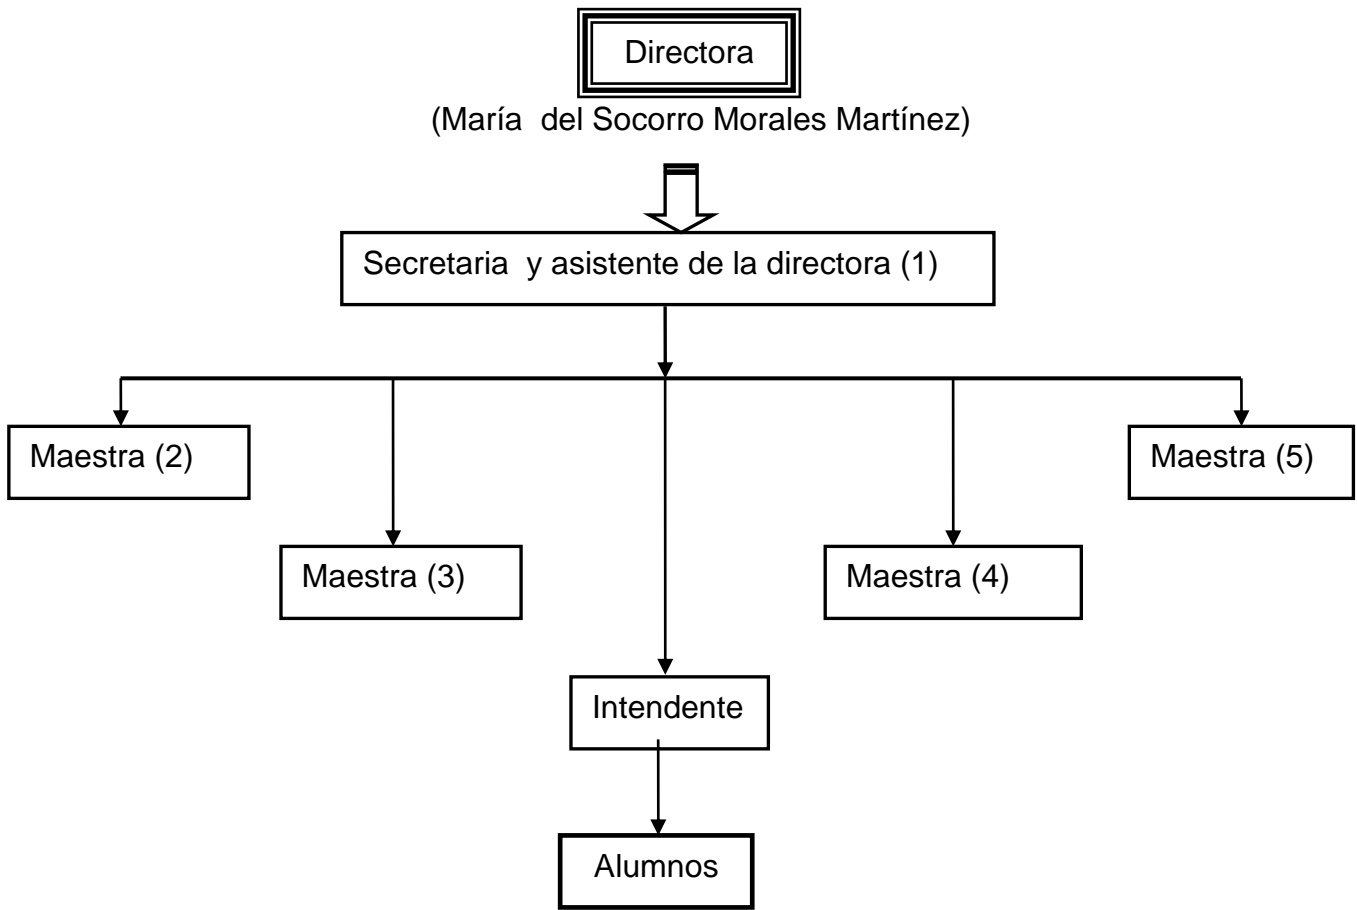 Directora
(María  del Socorro Morales Martínez)
Secretaria  y asistente de la directora (1)
Maestra (2)
Maestra (5)
Maestra (3)
Maestra (4)
Intendente
Alumnos